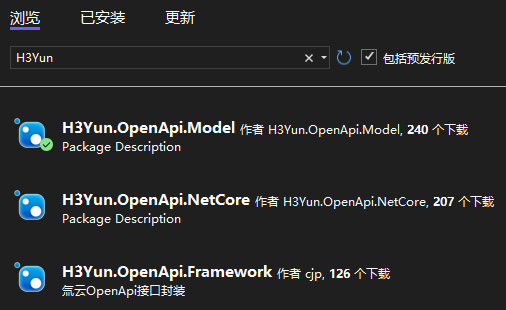 浏览 已安装 更新
H3Yun 包括预发行版
H3Yun.OpenApi.Model 作者 H3Yun.OpenApi.Model, 240 个下载
Package Description
H3Yun.OpenApi.NetCore 作者 H3Yun.OpenApi.NetCore, 207 个下载
Package Description
H3Yun.OpenApi.Framework 作者 cjp, 126 个下载
氚云OpenApi接口封装